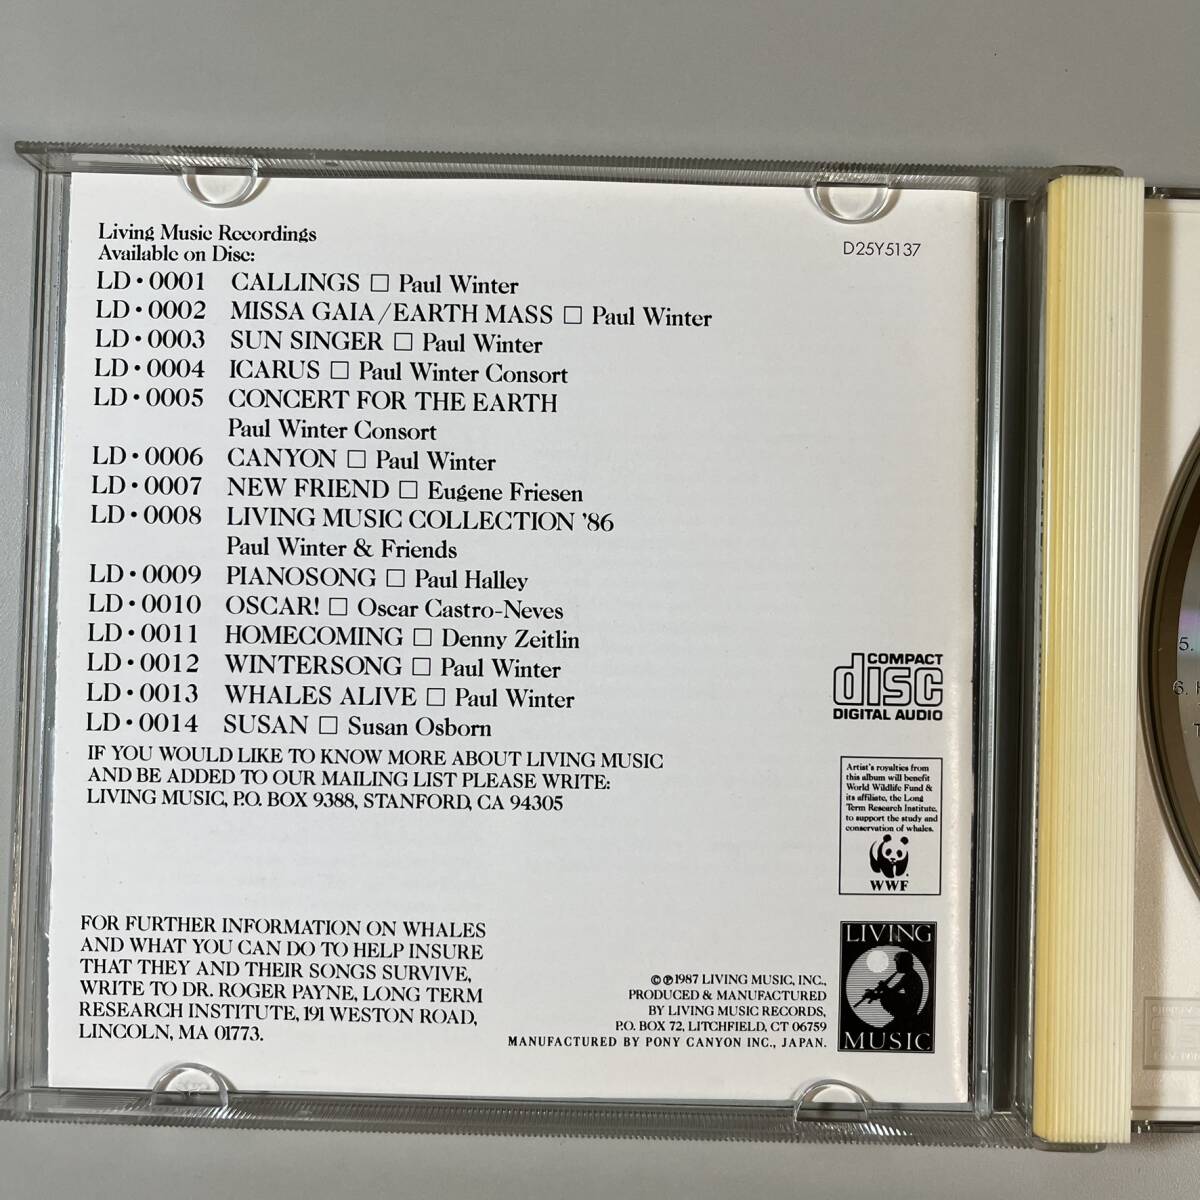 Living Music Recordings
Available on Disc:
D25Y5137
LD • 0001 CALLINGS □ Paul Winter
LD • 0002 MISSA GAIA/EARTH MASS □ Paul Winter
LD • 0003 SUN SINGER □ Paul Winter
LD • 0004 ICARUS □ Paul Winter Consort
LD • 0005 CONCERT FOR THE EARTH
Paul Winter Consort
LD • 0006 CANYON □ Paul Winter
LD • 0007 NEW FRIEND □ Eugene Friesen
LD • 0008 LIVING MUSIC COLLECTION ’86
Paul Winter & Friends
LD • 0009 PIANOSONG □ Paul Halley
LD • 0010 OSCAR! □ Oscar Castro-Neves
LD • 0011 HOMECOMING □ Denny Zeitlin
LD • 0012 WINTERSONG □ Paul Winter
LD • 0013 WHALES ALIVE □ Paul Winter
LD • 0014 SUSAN □ Susan Osborn
IF YOU WOULD LIKE TO KNOW MORE ABOUT LIVING MUSIC
AND BE ADDED TO OUR MAILING LIST PLEASE WRITE:
LIVING MUSIC, P.O. BOX 9388, STANFORD, CA 94305
COMPACT
disc
DIGITAL AUDIO
Artist's royalties from
this album will benefit
World Wildlife Fund &
its affiliate, the Long
Term Research Institute,
to support the study and
conservation of whales.
WWF
FOR FURTHER INFORMATION ON WHALES
AND WHAT YOU CAN DO TO HELP INSURE
THAT THEY AND THEIR SONGS SURVIVE,
WRITE TO DR. ROGER PAYNE, LONG TERM
RESEARCH INSTITUTE, 191 WESTON ROAD,
LINCOLN, MA 01773.
©℗1987 LIVING MUSIC, INC.,
PRODUCED & MANUFACTURED
BY LIVING MUSIC RECORDS,
P.O. BOX 72, LITCHFIELD, CT 06759
MANUFACTURED BY PONY CANYON INC., JAPAN.
LIVING
MUSIC
5.
6.